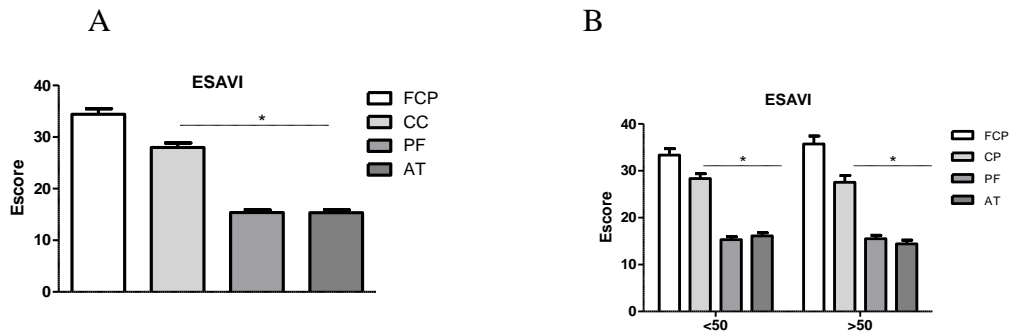 A
ESAVI
40
30
20
10
0
Escore
*
FCP
CC
PF
AT
B
ESAVI
40
30
20
10
0
Escore
*
*
<50
>50
FCP
CP
PF
AT